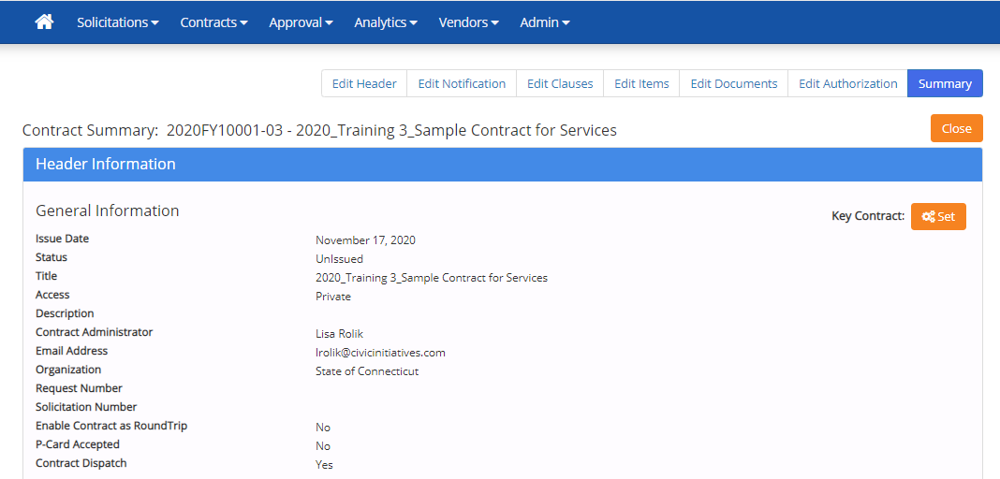 Solicitations Contracts Approval Analytics Vendors Admin
Edit Header Edit Notification Edit Clauses Edit Items Edit Documents Edit Authorization Summary
Contract Summary: 2020FY10001-03 - 2020_Training 3_Sample Contract for Services Close
Header Information
General Information Key Contract: Set
Issue Date November 17, 2020
Status UnIssued
Title 2020_Training 3_Sample Contract for Services
Access Private
Description
Contract Administrator Lisa Rolik
Email Address lrolik@civicinitiatives.com
Organization State of Connecticut
Request Number
Solicitation Number
Enable Contract as RoundTrip No
P-Card Accepted No
Contract Dispatch Yes